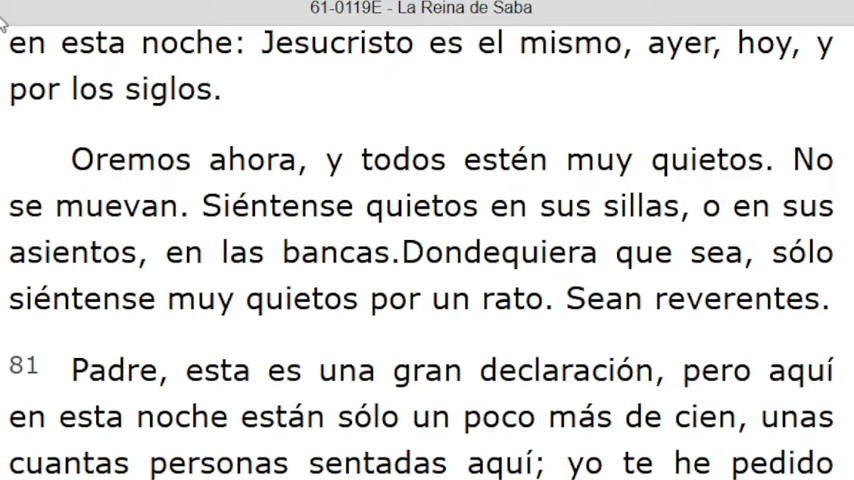 61-0119E - La Reina de Saba
en esta noche: Jesucristo es el mismo, ayer, hoy, y
por los siglos.
Oremos ahora, y todos estén muy quietos. No
se muevan. Siéntense quietos en sus sillas, o en sus
asientos, en las bancas.Dondequiera que sea, sólo
siéntense muy quietos por un rato. Sean reverentes.
81 Padre, esta es una gran declaración, pero aquí
en esta noche están sólo un poco más de cien, unas
cuantas personas sentadas aquí; yo te he pedido